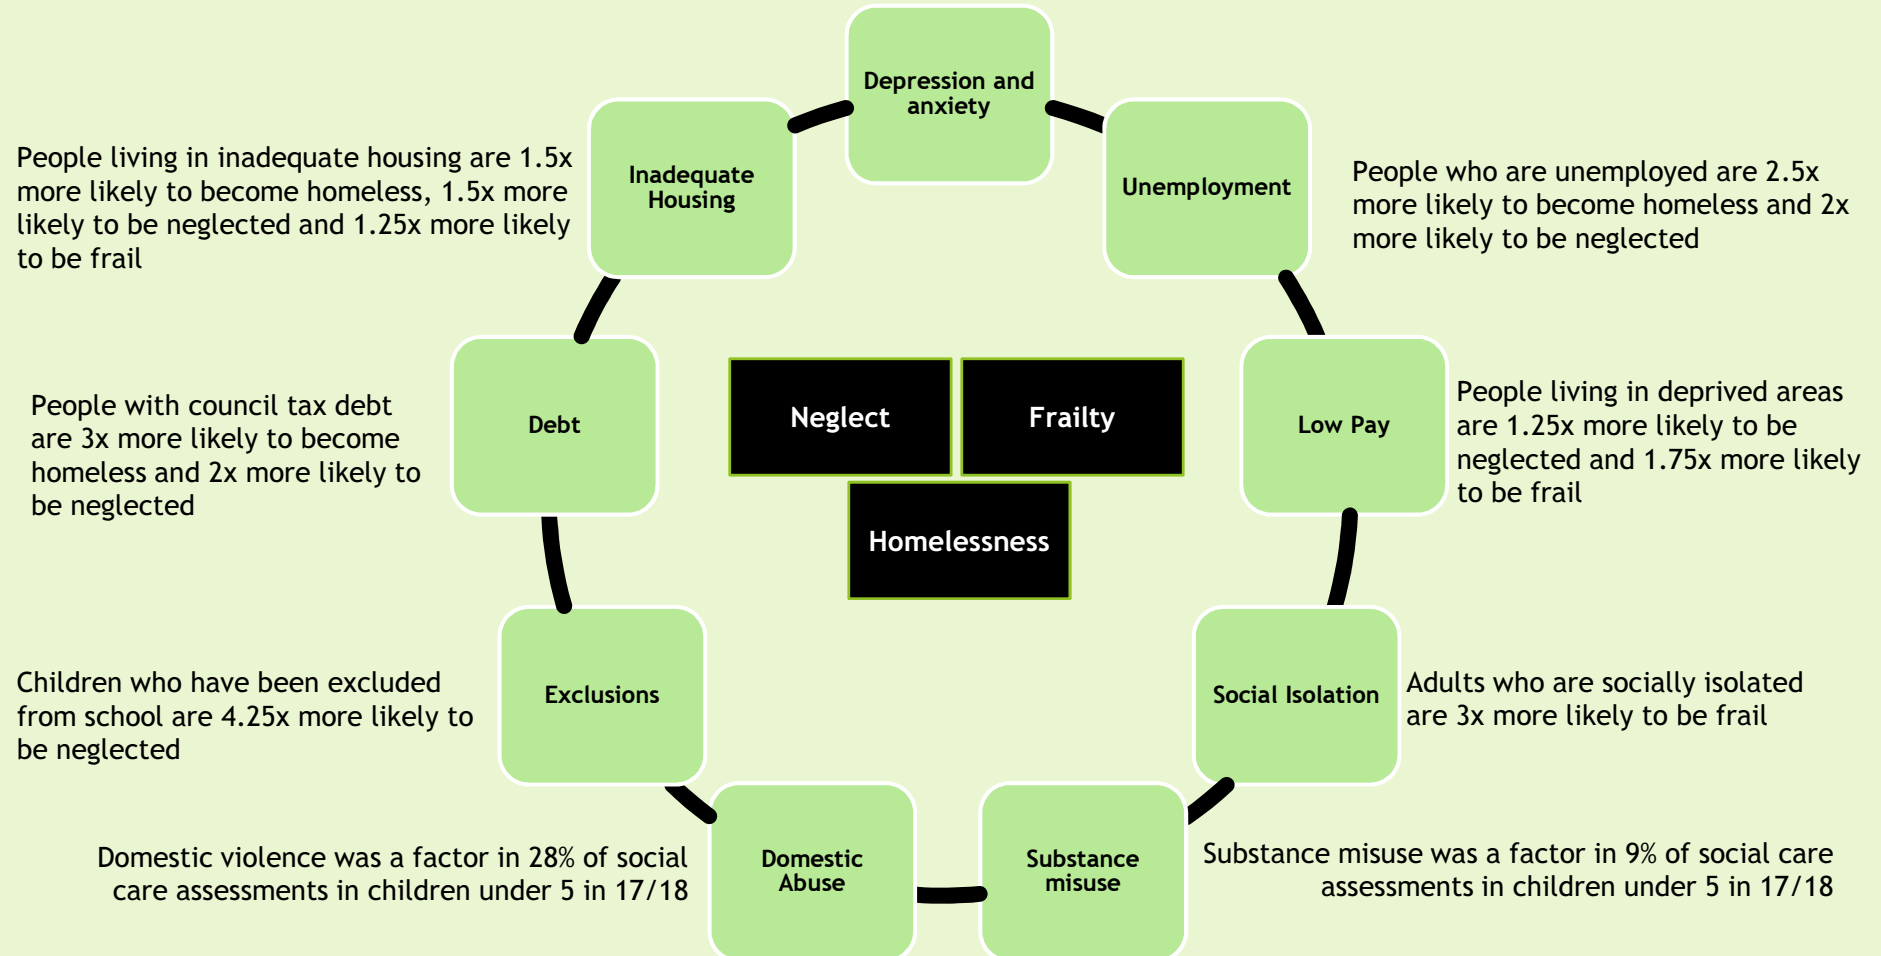 Depression and
anxiety
Inadequate
Housing
Unemployment
People living in inadequate housing are 1.5x
more likely to become homeless, 1.5x more
likely to be neglected and 1.25x more likely
to be frail
People who are unemployed are 2.5x
more likely to become homeless and 2x
more likely to be neglected
People with council tax debt
are 3x more likely to become
homeless and 2x more likely to
be neglected
Debt
Neglect
Frailty
Homelessness
Low Pay
People living in deprived areas
are 1.25x more likely to be
neglected and 1.75x more likely
to be frail
Children who have been excluded
from school are 4.25x more likely to
be neglected
Exclusions
Social Isolation
Adults who are socially isolated
are 3x more likely to be frail
Domestic violence was a factor in 28% of social
care assessments in children under 5 in 17/18
Domestic
Abuse
Substance
misuse
Substance misuse was a factor in 9% of social care
assessments in children under 5 in 17/18